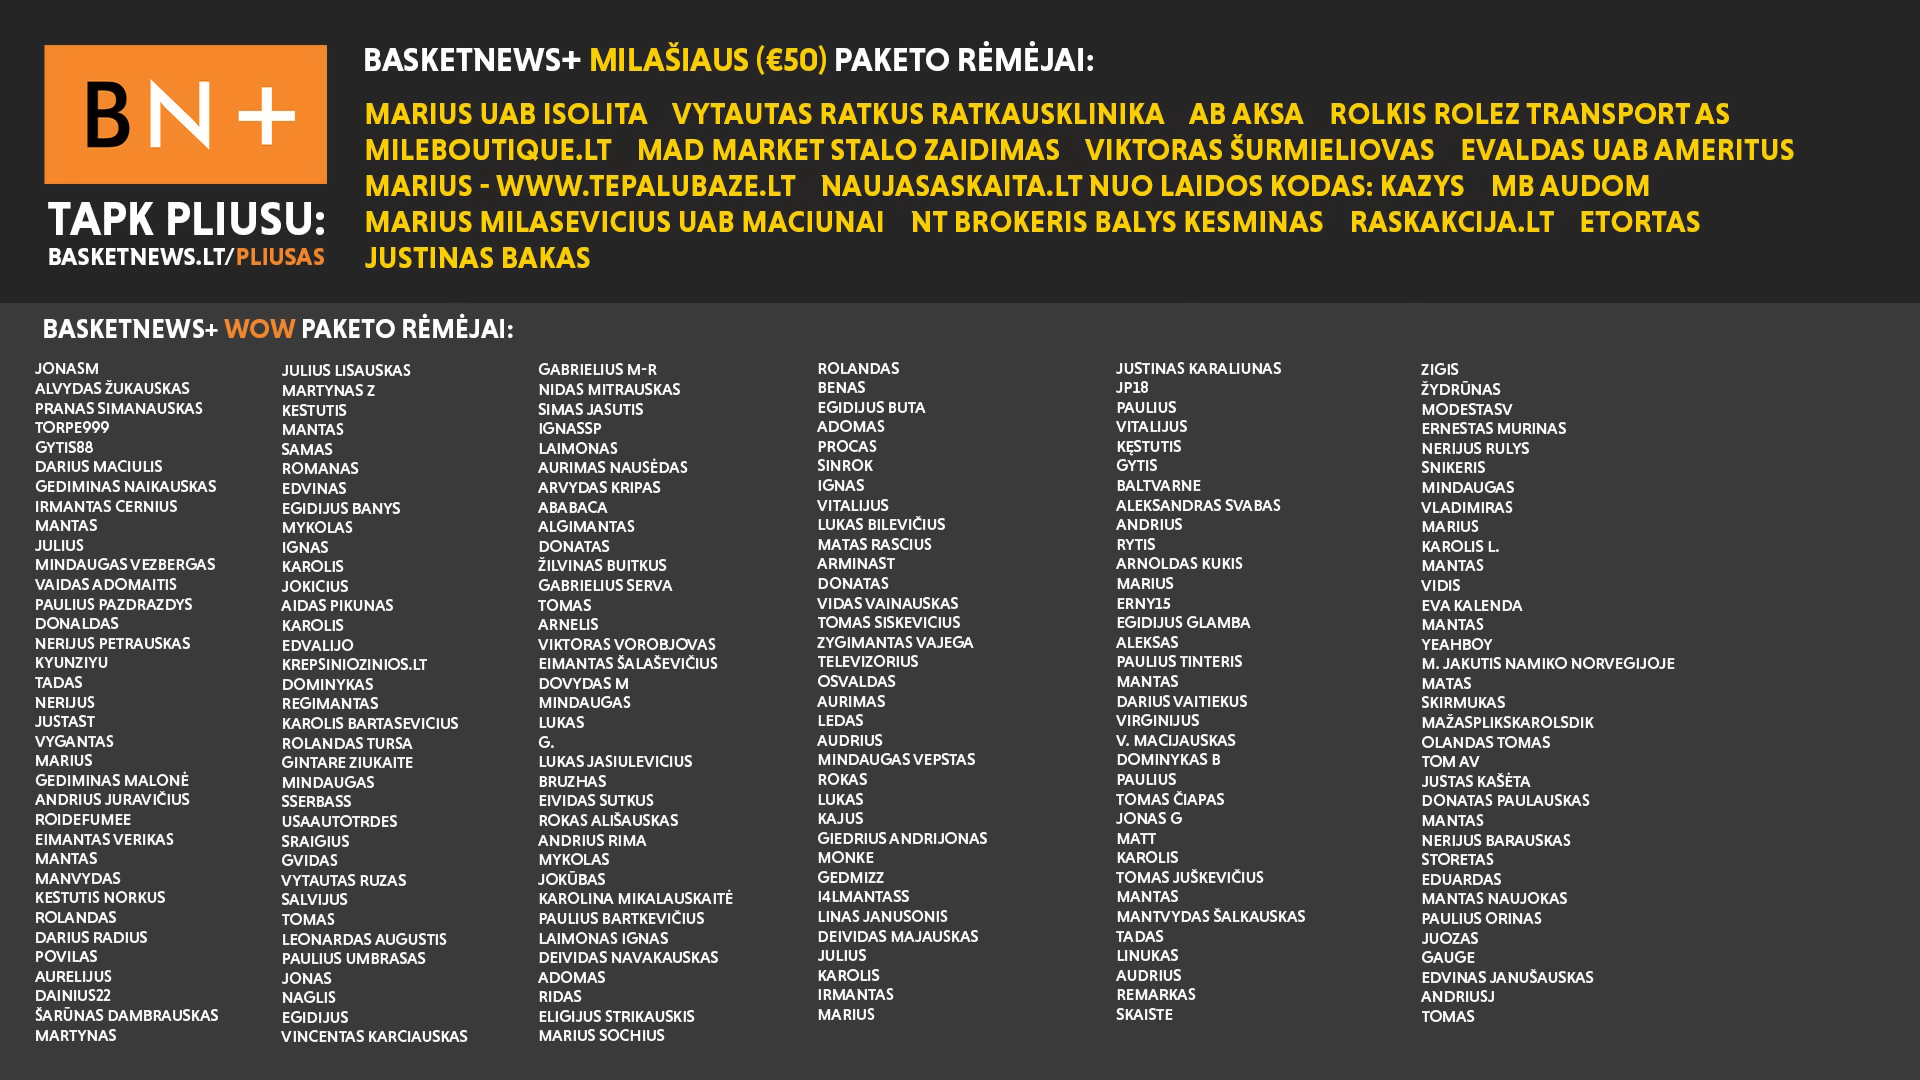 BN+
TAPK PLIUSU:
BASKETNEWS.LT/PLIUSAS
BASKETNEWS+ MILAŠIAUS (€50) PAKETO RĖMĖJAI:
MARIUS UAB ISOLITA VYTAUTAS RATKUS RATKAUSKLINIKA AB AKSA ROLKIS ROLEZ TRANSPORT AS
MILEBOUTIQUE.LT MAD MARKET STALO ZAIDIMAS VIKTORAS ŠURMIELIOVAS EVALDAS UAB AMERITUS
MARIUS - WWW.TEPALUBAZE.LT NAUJASASKAITA.LT NUO LAIDOS KODAS: KAZYS MB AUDOM
MARIUS MILASEVICIUS UAB MACIUNAI NT BROKERIS BALYS KESMINAS RASKAKCIJA.LT ETORTAS
JUSTINAS BAKAS
BASKETNEWS+ WOW PAKETO RĖMĖJAI:
JONASM
ALVYDAS ŽUKAUSKAS
PRANAS SIMANAUSKAS
TORPE999
GYTIS88
DARIUS MACIULIS
GEDIMINAS NAIKAUSKAS
IRMANTAS CERNIUS
MANTAS
JULIUS
MINDAUGAS VEZBERGAS
VAIDAS ADOMAITIS
PAULIUS PAZDRAZDYS
DONALDAS
NERIJUS PETRAUSKAS
KYUNZIYU
TADAS
NERIJUS
JUSTAST
VYGANTAS
MARIUS
GEDIMINAS MALONĖ
ANDRIUS JURAVIČIUS
ROIDEFUMEE
EIMANTAS VERIKAS
MANTAS
MANVYDAS
KESTUTIS NORKUS
ROLANDAS
DARIUS RADIUS
POVILAS
AURELIJUS
DAINIUS22
ŠARŪNAS DAMBRAUSKAS
MARTYNAS
JULIUS LISAUSKAS
MARTYNAS Z
KESTUTIS
MANTAS
SAMAS
ROMANAS
EDVINAS
EGIDIJUS BANYS
MYKOLAS
IGNAS
KAROLIS
JOKICIUS
AIDAS PIKUNAS
KAROLIS
EDVALIJO
KREPSINIOZINIOS.LT
DOMINYKAS
REGIMANTAS
KAROLIS BARTASEVICIUS
ROLANDAS TURSA
GINTARE ZIUKAITE
MINDAUGAS
SSERBASS
USAAUTOTRDES
SRAIGIUS
GVIDAS
VYTAUTAS RUZAS
SALVIJUS
TOMAS
LEONARDAS AUGUSTIS
PAULIUS UMBRASAS
JONAS
NAGLIS
EGIDIJUS
VINCENTAS KARCIAUSKAS
GABRIELIUS M-R
NIDAS MITRAUSKAS
SIMAS JASUTIS
IGNASSP
LAIMONAS
AURIMAS NAUSĖDAS
ARVYDAS KRIPAS
ABABACA
ALGIMANTAS
DONATAS
ŽILVINAS BUITKUS
GABRIELIUS SERVA
TOMAS
ARNELIS
VIKTORAS VOROBJOVAS
EIMANTAS ŠALAŠEVIČIUS
DOVYDAS M
MINDAUGAS
LUKAS
G.
LUKAS JASIULEVICIUS
BRUZHAS
EIVIDAS SUTKUS
ROKAS ALIŠAUSKAS
ANDRIUS RIMA
MYKOLAS
JOKŪBAS
KAROLINA MIKALAUSKAITĖ
PAULIUS BARTKEVIČIUS
LAIMONAS IGNAS
DEIVIDAS NAVAKAUSKAS
ADOMAS
RIDAS
ELIGIJUS STRIKAUSKIS
MARIUS SOCHIUS
ROLANDAS
BENAS
EGIDIJUS BUTA
ADOMAS
PROCAS
SINROK
IGNAS
VITALIJUS
LUKAS BILEVIČIUS
MATAS RASCIUS
ARMINAST
DONATAS
VIDAS VAINAUSKAS
TOMAS SISKEVICIUS
ZYGIMANTAS VAJEGA
TELEVIZORIUS
OSVALDAS
AURIMAS
LEDAS
AUDRIUS
MINDAUGAS VEPSTAS
ROKAS
LUKAS
KAJUS
GIEDRIUS ANDRIJONAS
MONKE
GEDMIZZ
I4LMANTASS
LINAS JANUSONIS
DEIVIDAS MAJAUSKAS
JULIUS
KAROLIS
IRMANTAS
MARIUS
JUSTINAS KARALIUNAS
JP18
PAULIUS
VITALIJUS
KĘSTUTIS
GYTIS
BALTVARNE
ALEKSANDRAS SVABAS
ANDRIUS
RYTIS
ARNOLDAS KUKIS
MARIUS
ERNY15
EGIDIJUS GLAMBA
ALEKSAS
PAULIUS TINTERIS
MANTAS
DARIUS VAITIEKUS
VIRGINIJUS
V. MACIJAUSKAS
DOMINYKAS B
PAULIUS
TOMAS ČIAPAS
JONAS G
MATT
KAROLIS
TOMAS JUŠKEVIČIUS
MANTAS
MANTVYDAS ŠALKAUSKAS
TADAS
LINUKAS
AUDRIUS
REMARKAS
SKAISTE
ZIGIS
ŽYDRŪNAS
MODESTASV
ERNESTAS MURINAS
NERIJUS RULYS
SNIKERIS
MINDAUGAS
VLADIMIRAS
MARIUS
KAROLIS L.
MANTAS
VIDIS
EVA KALENDA
MANTAS
YEAHBOY
M. JAKUTIS NAMIKO NORVEGIJOJE
MATAS
SKIRMUKAS
MAŽASPLIKSKAROLSDIK
OLANDAS TOMAS
TOM AV
JUSTAS KAŠĖTA
DONATAS PAULAUSKAS
MANTAS
NERIJUS BARAUSKAS
STORETAS
EDUARDAS
MANTAS NAUJOKAS
PAULIUS ORINAS
JUOZAS
GAUGE
EDVINAS JANUŠAUSKAS
ANDRIUSJ
TOMAS